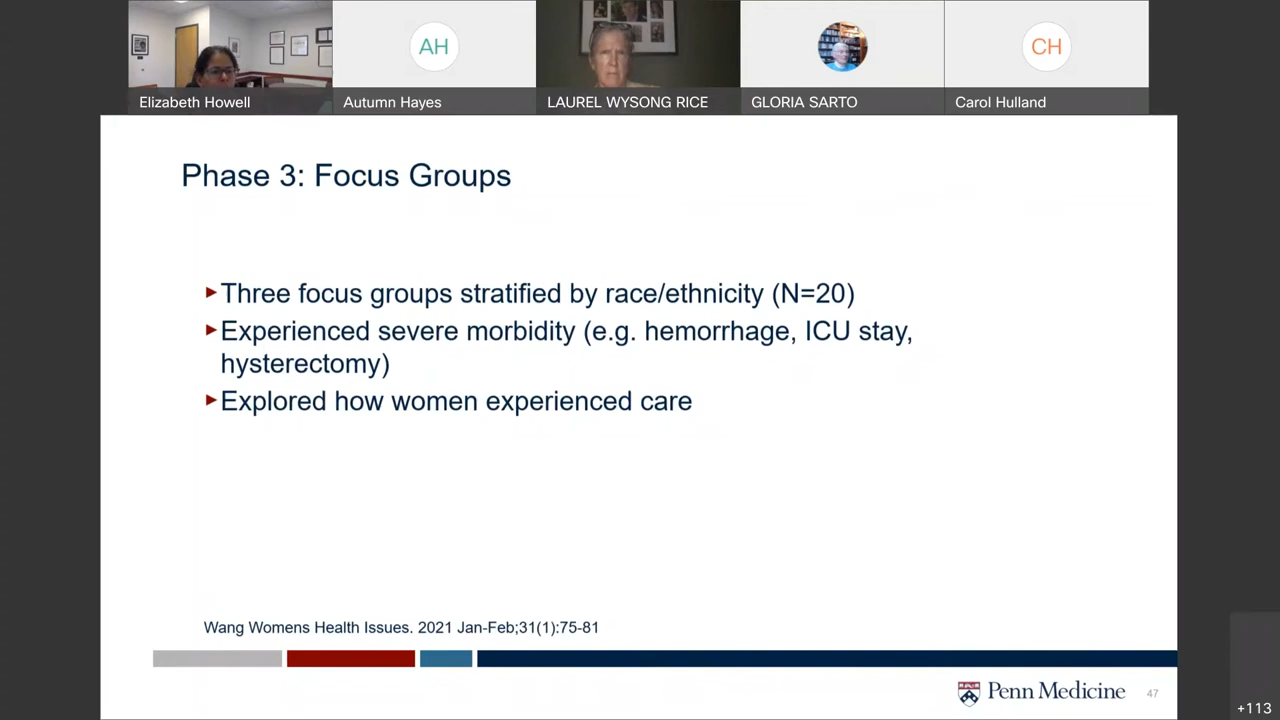 AH
CH
Elizabeth Howell
Autumn Hayes
LAUREL WYSONG RICE
GLORIA SARTO
Carol Hulland
Phase 3: Focus Groups
Three focus groups stratified by race/ethnicity (N=20)
Experienced severe morbidity (e.g. hemorrhage, ICU stay,
hysterectomy)
Explored how women experienced care
Wang Womens Health Issues. 2021 Jan-Feb;31(1):75-81
Penn Medicine
47
+113